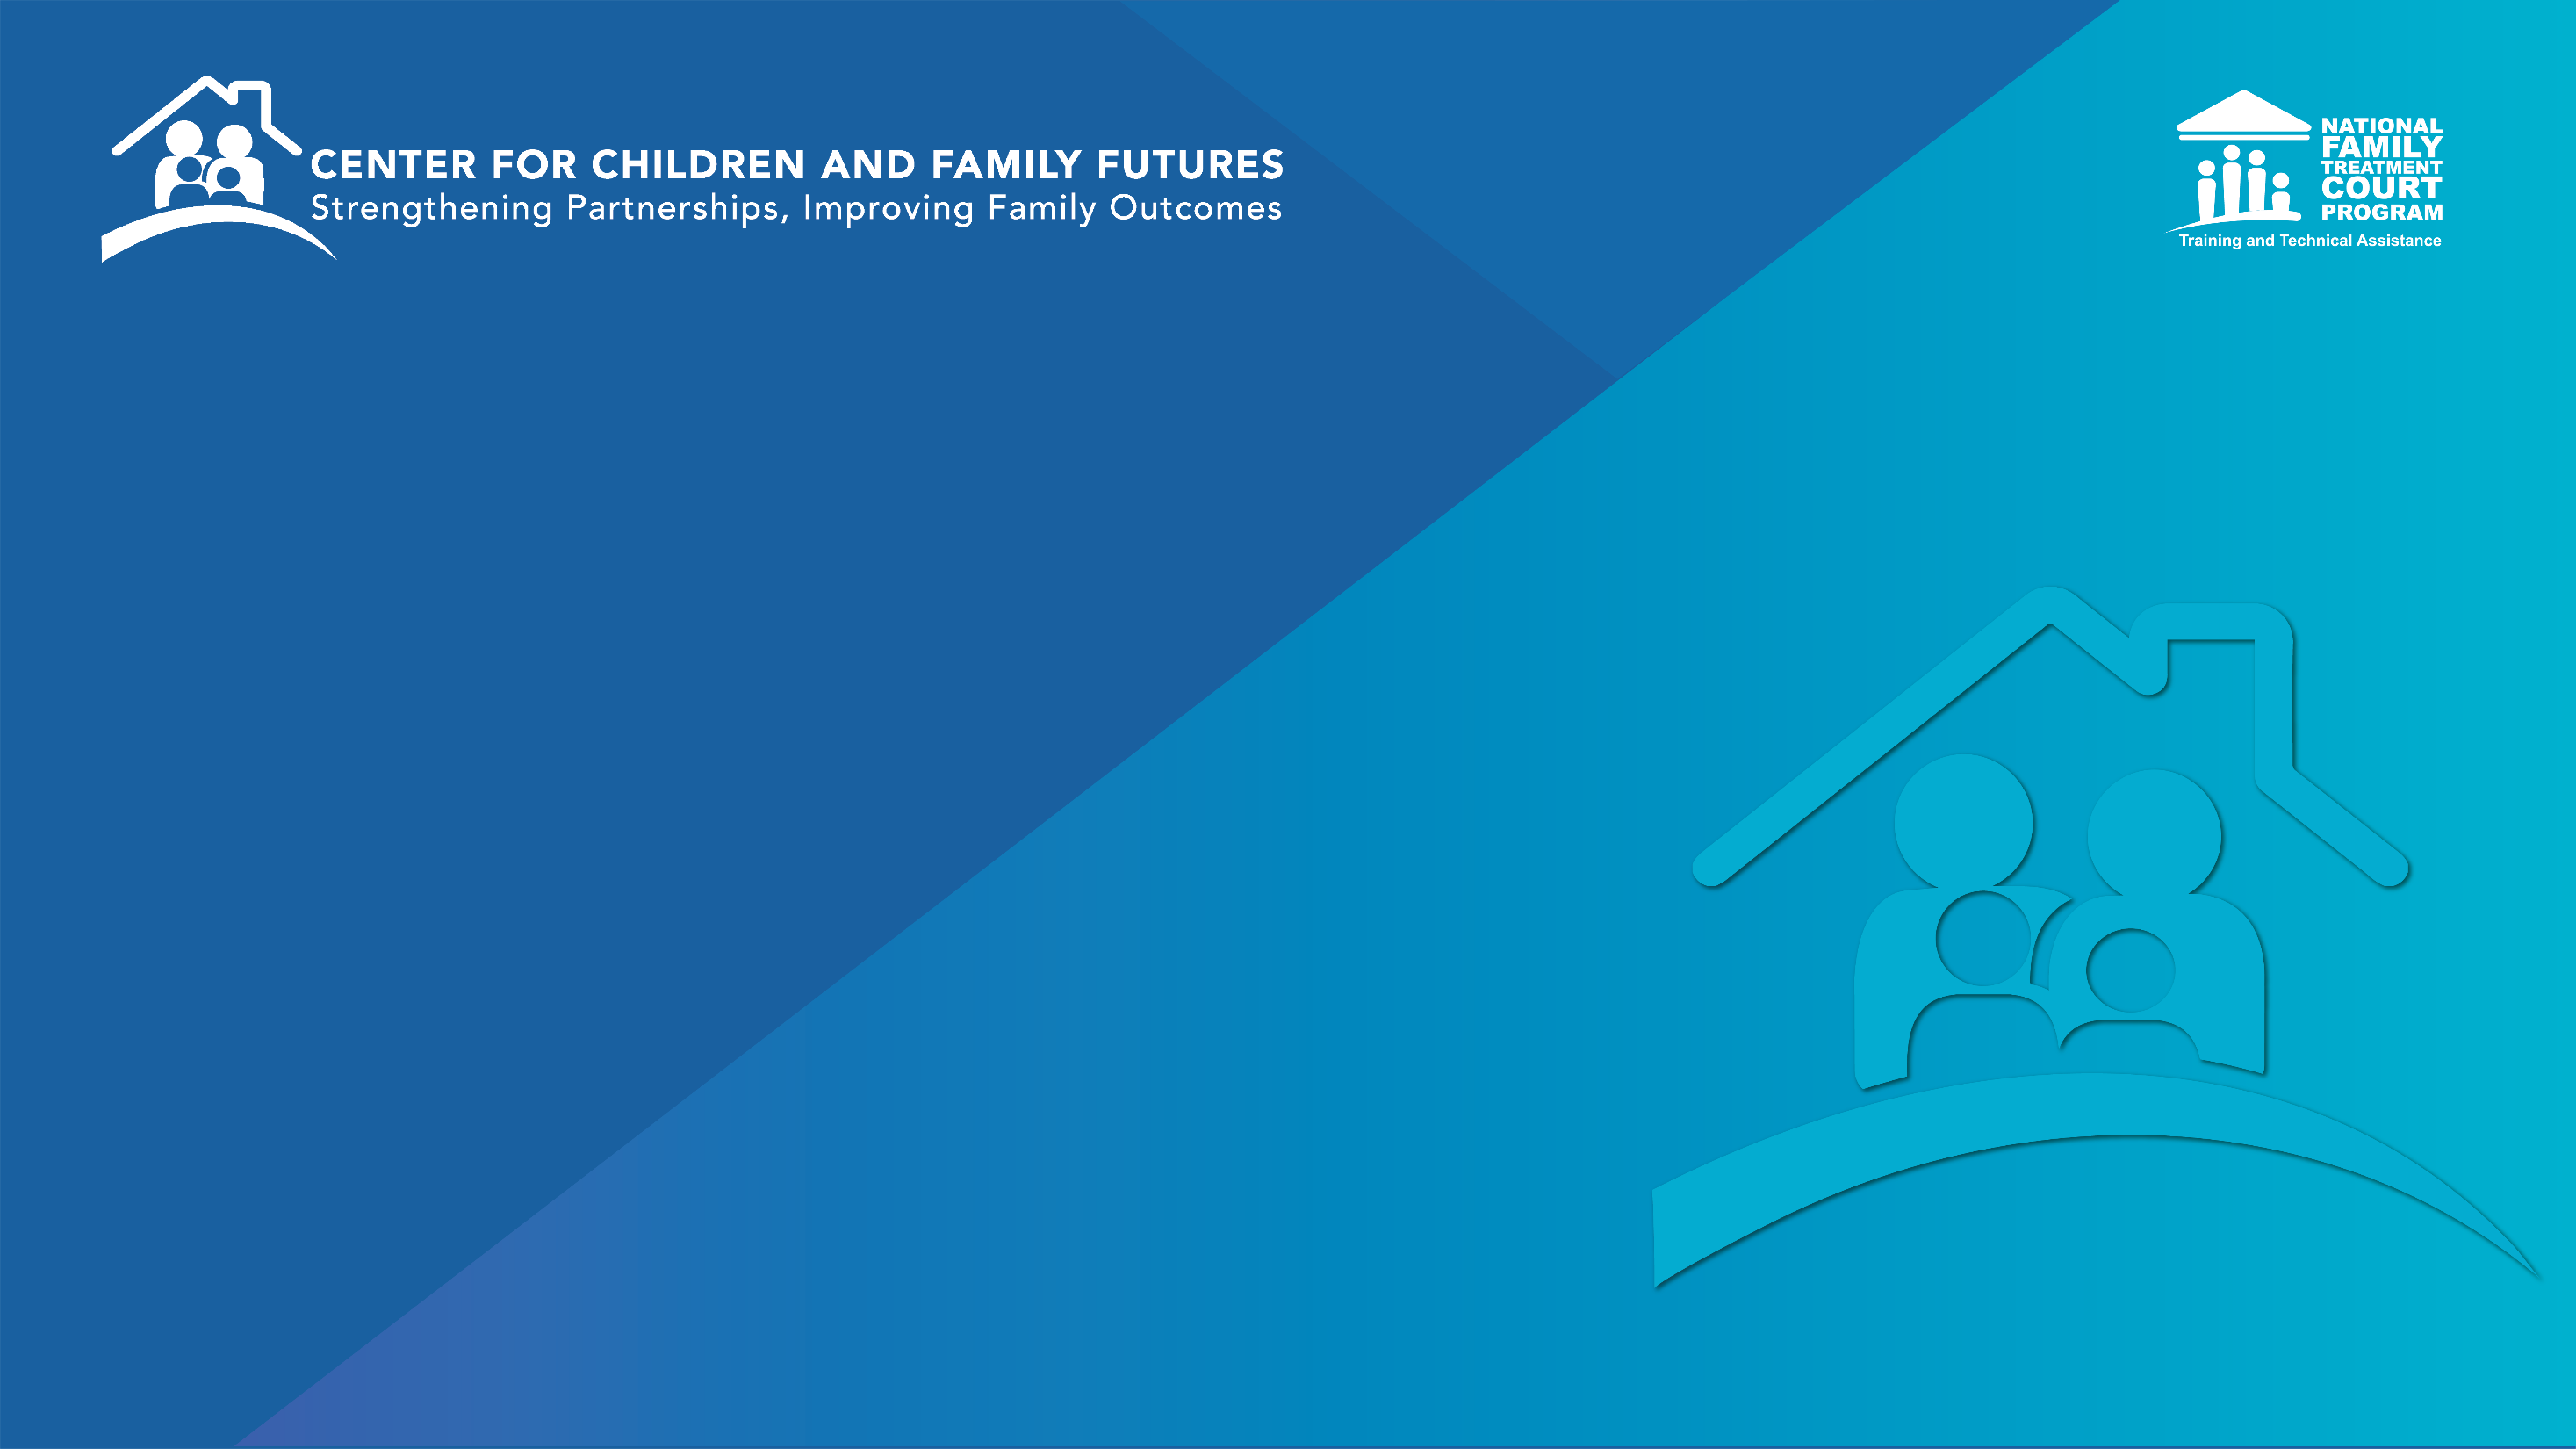 CENTER FOR CHILDREN AND FAMILY FUTURES
Strengthening Partnerships, Improving Family Outcomes
NATIONAL
FAMILY
TREATMENT
COURT
PROGRAM
Training and Technical Assistance